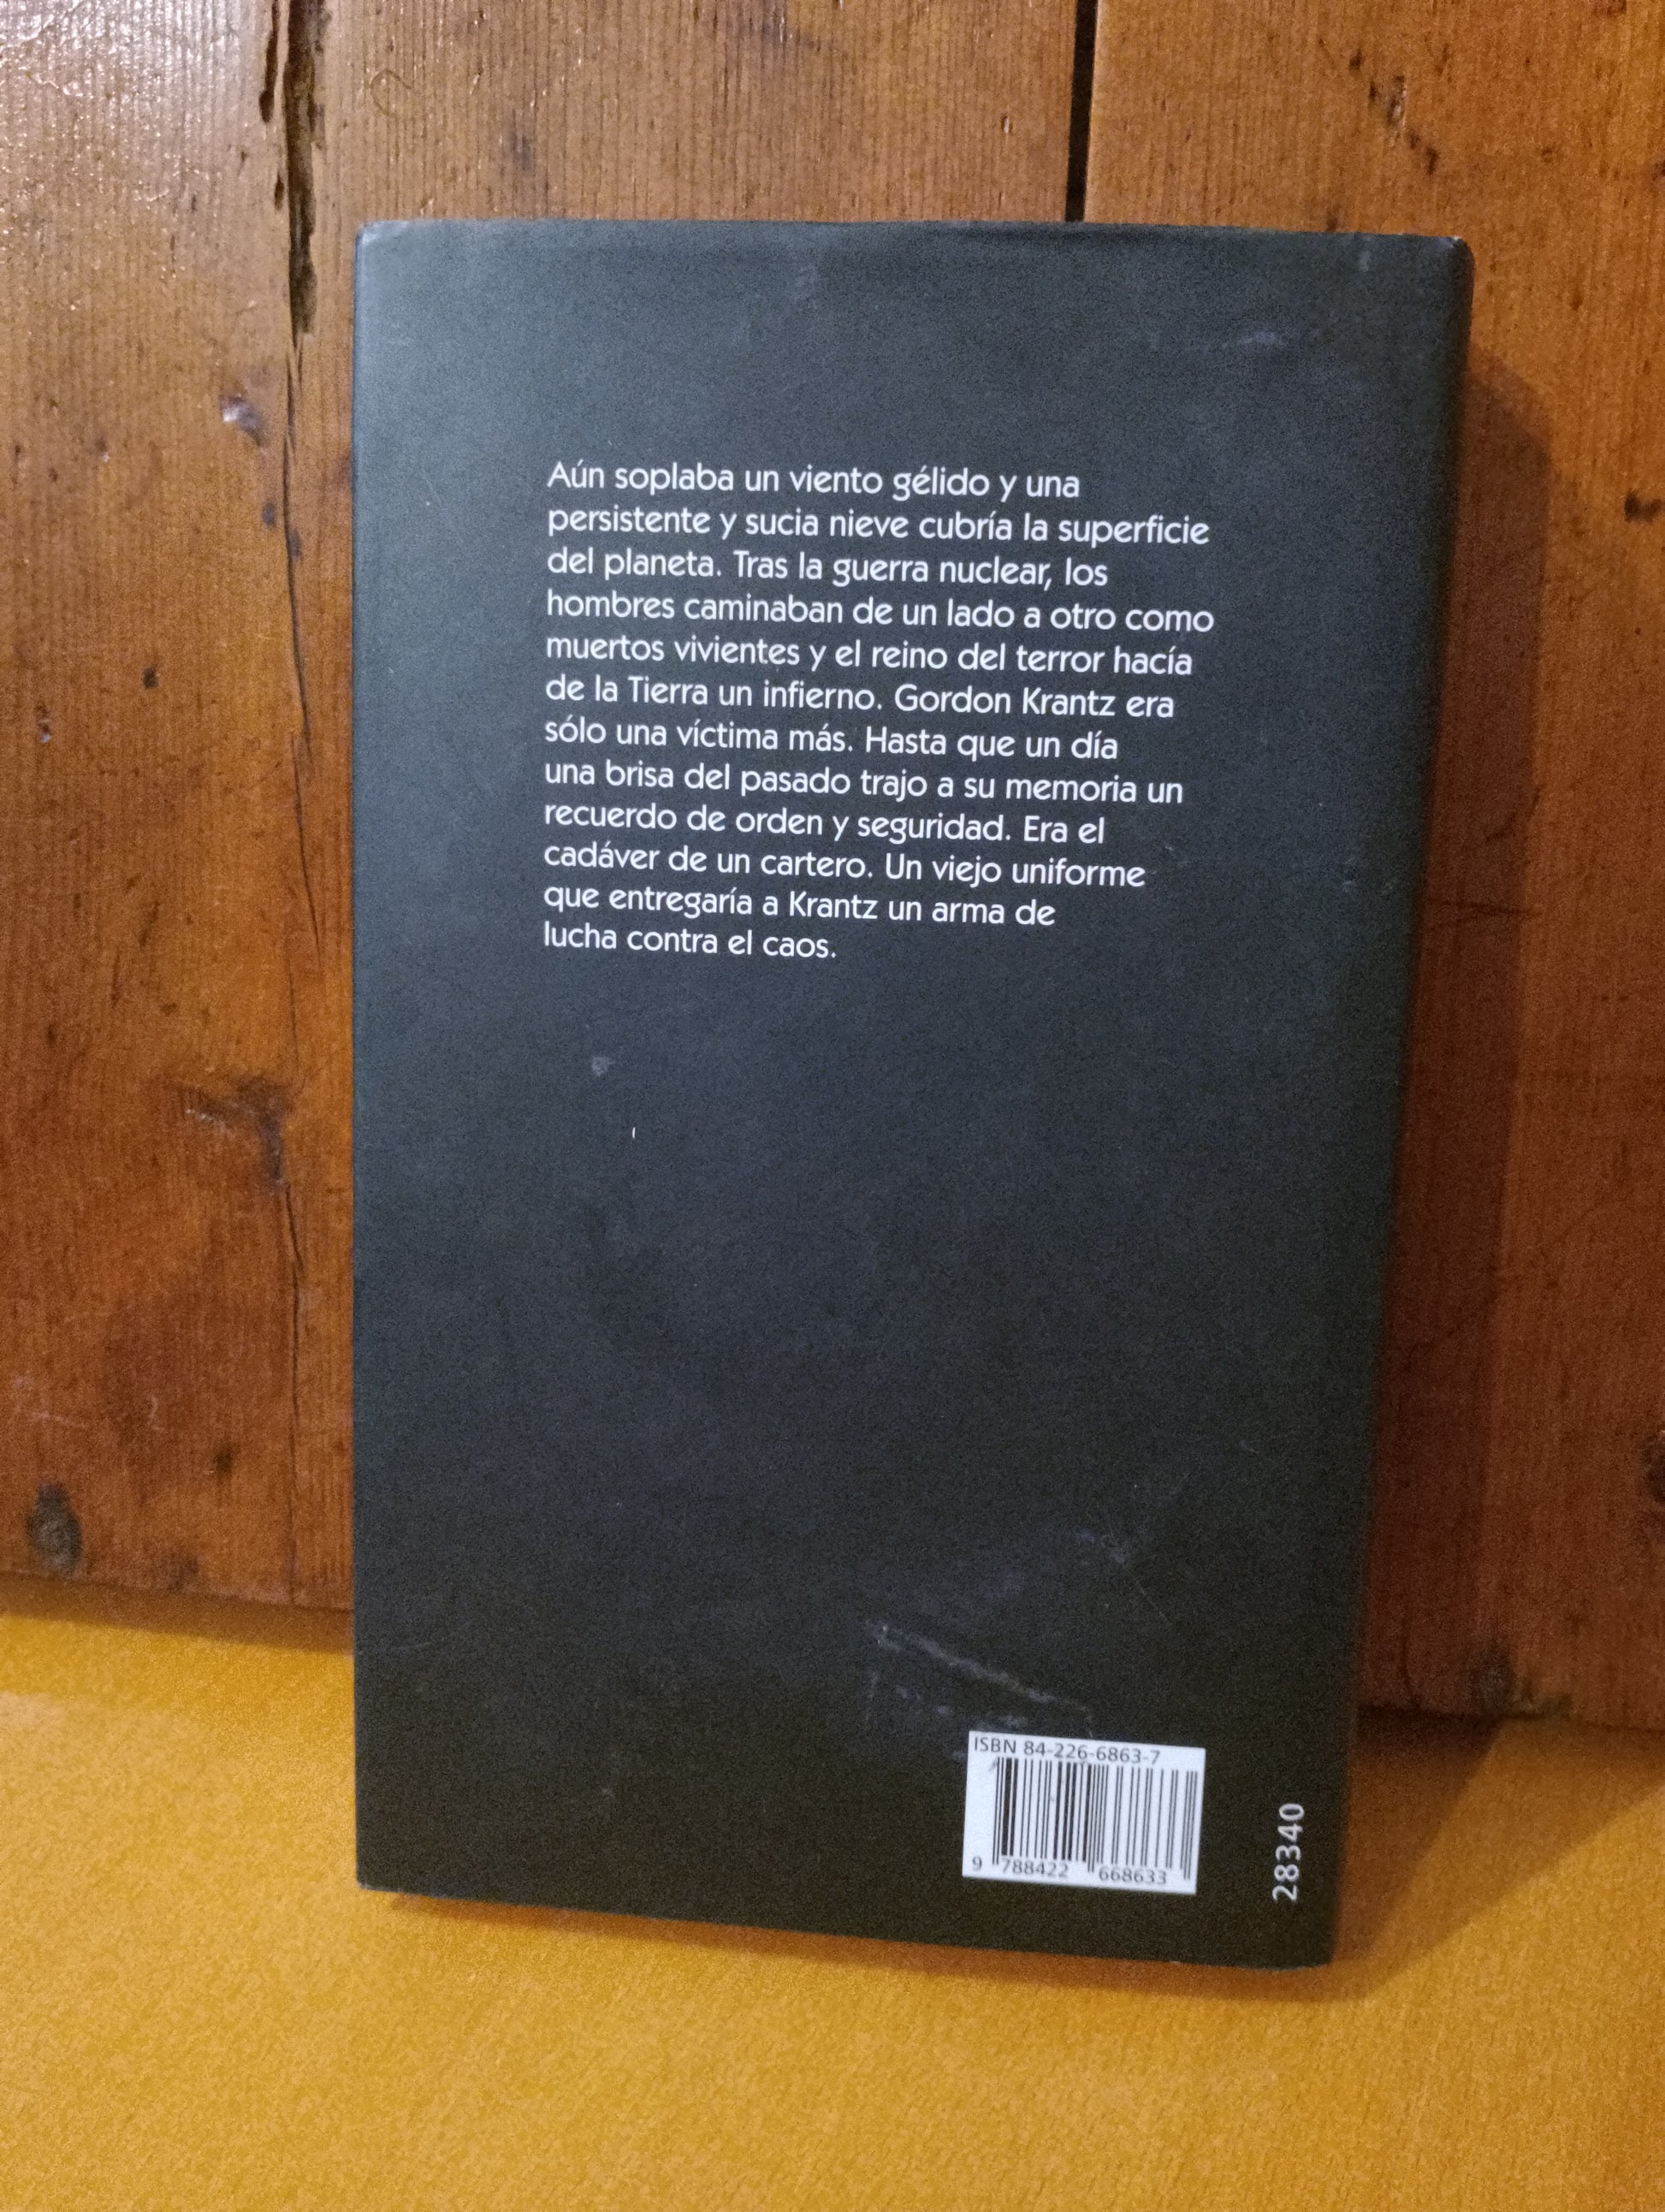 Aún soplaba un viento gélido y una
persistente y sucia nieve cubría la superficie
del planeta. Tras la guerra nuclear, los
hombres caminaban de un lado a otro como
muertos vivientes y el reino del terror hacía
de la Tierra un infierno. Gordon Krantz era
sólo una víctima más. Hasta que un día
una brisa del pasado trajo a su memoria un
recuerdo de orden y seguridad. Era el
cadáver de un cartero. Un viejo uniforme
que entregaría a Krantz un arma de
lucha contra el caos.
ISBN 84-226-6863-7
9 788422 668633
28340